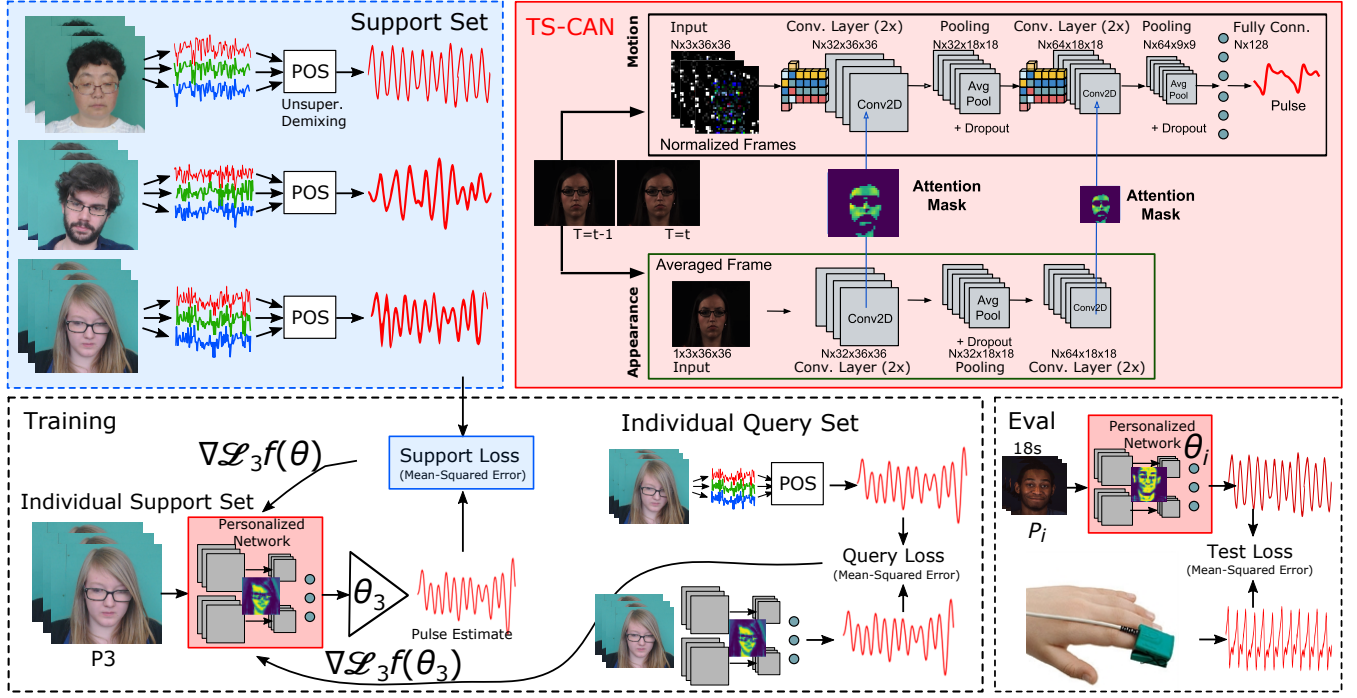 Support Set
POS
Unsuper.
Demixing
POS
POS
TS-CAN
Motion
Input
Nx3x36x36
Conv. Layer (2x)
Nx32x36x36
Pooling
Nx32x18x18
Conv. Layer (2x)
Nx64x18x18
Pooling
Nx64x9x9
Fully Conn.
Nx128
Conv2D
Avg
Pool
Conv2D
Avg
Pool
Pulse
+ Dropout
+ Dropout
Normalized Frames
T=t-1
T=t
Attention
Mask
Attention
Mask
Appearance
Averaged Frame
1x3x36x36
Input
Conv2D
Nx32x36x36
Conv. Layer (2x)
Avg
Pool
+ Dropout
Nx32x18x18
Pooling
Conv2D
Nx64x18x18
Conv. Layer (2x)
Training
∇ℒ₃f(θ)
Support Loss
(Mean-Squared Error)
Individual Support Set
P3
Personalized
Network
θ₃
Pulse Estimate
∇ℒ₃f(θ₃)
Individual Query Set
POS
Query Loss
(Mean-Squared Error)
Eval
18s
Pᵢ
Personalized
Network
θᵢ
Test Loss
(Mean-Squared Error)